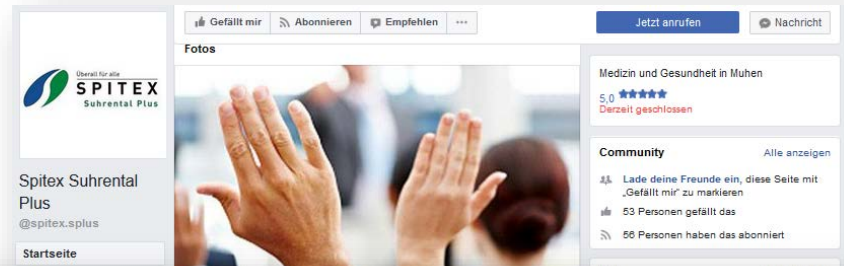 Gefällt mir
Abonnieren
Empfehlen
Jetzt anrufen
Nachricht
Fotos
Überall für alle
SPITEX
Suhrental Plus
Spitex Suhrental
Plus
@spitex.splus
Startseite
Medizin und Gesundheit in Muhen
5,0
Derzeit geschlossen
Community
Alle anzeigen
Lade deine Freunde ein, diese Seite mit
„Gefällt mir“ zu markieren
53 Personen gefällt das
56 Personen haben das abonniert